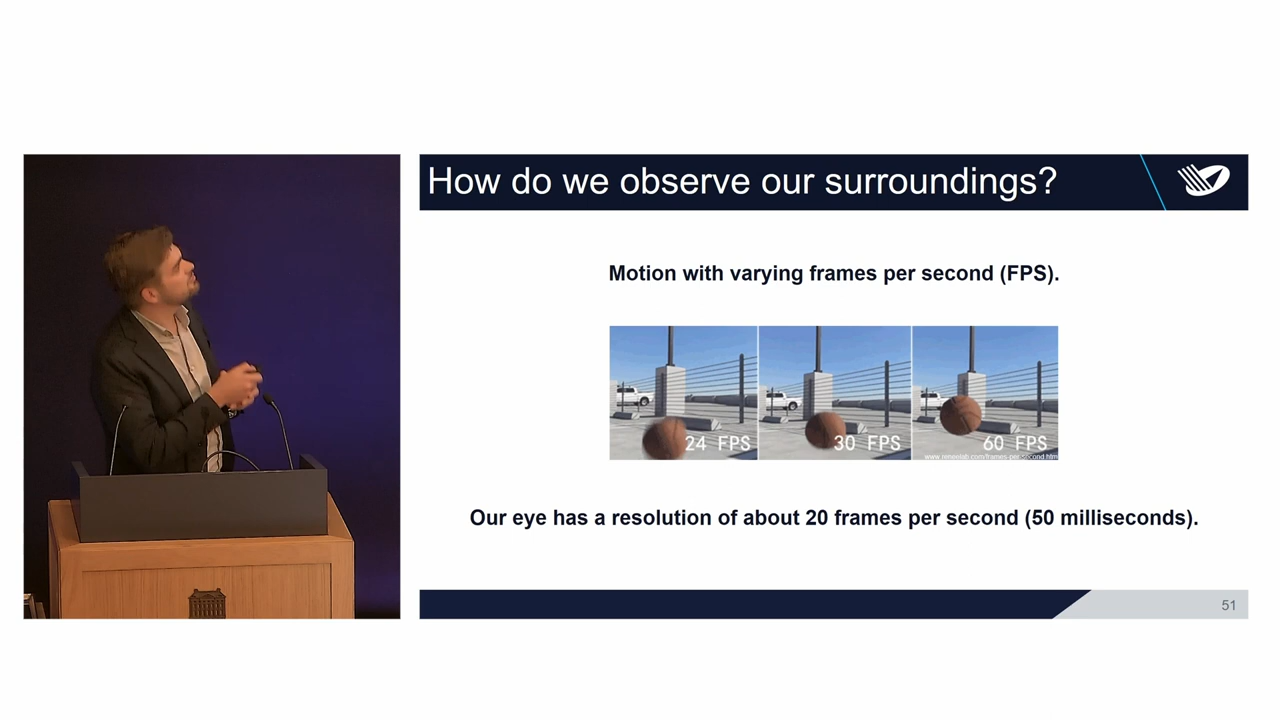 How do we observe our surroundings?
Motion with varying frames per second (FPS).
24 FPS
30 FPS
60 FPS
www.reneelab.com/frames-per-second.htm
Our eye has a resolution of about 20 frames per second (50 milliseconds).
51